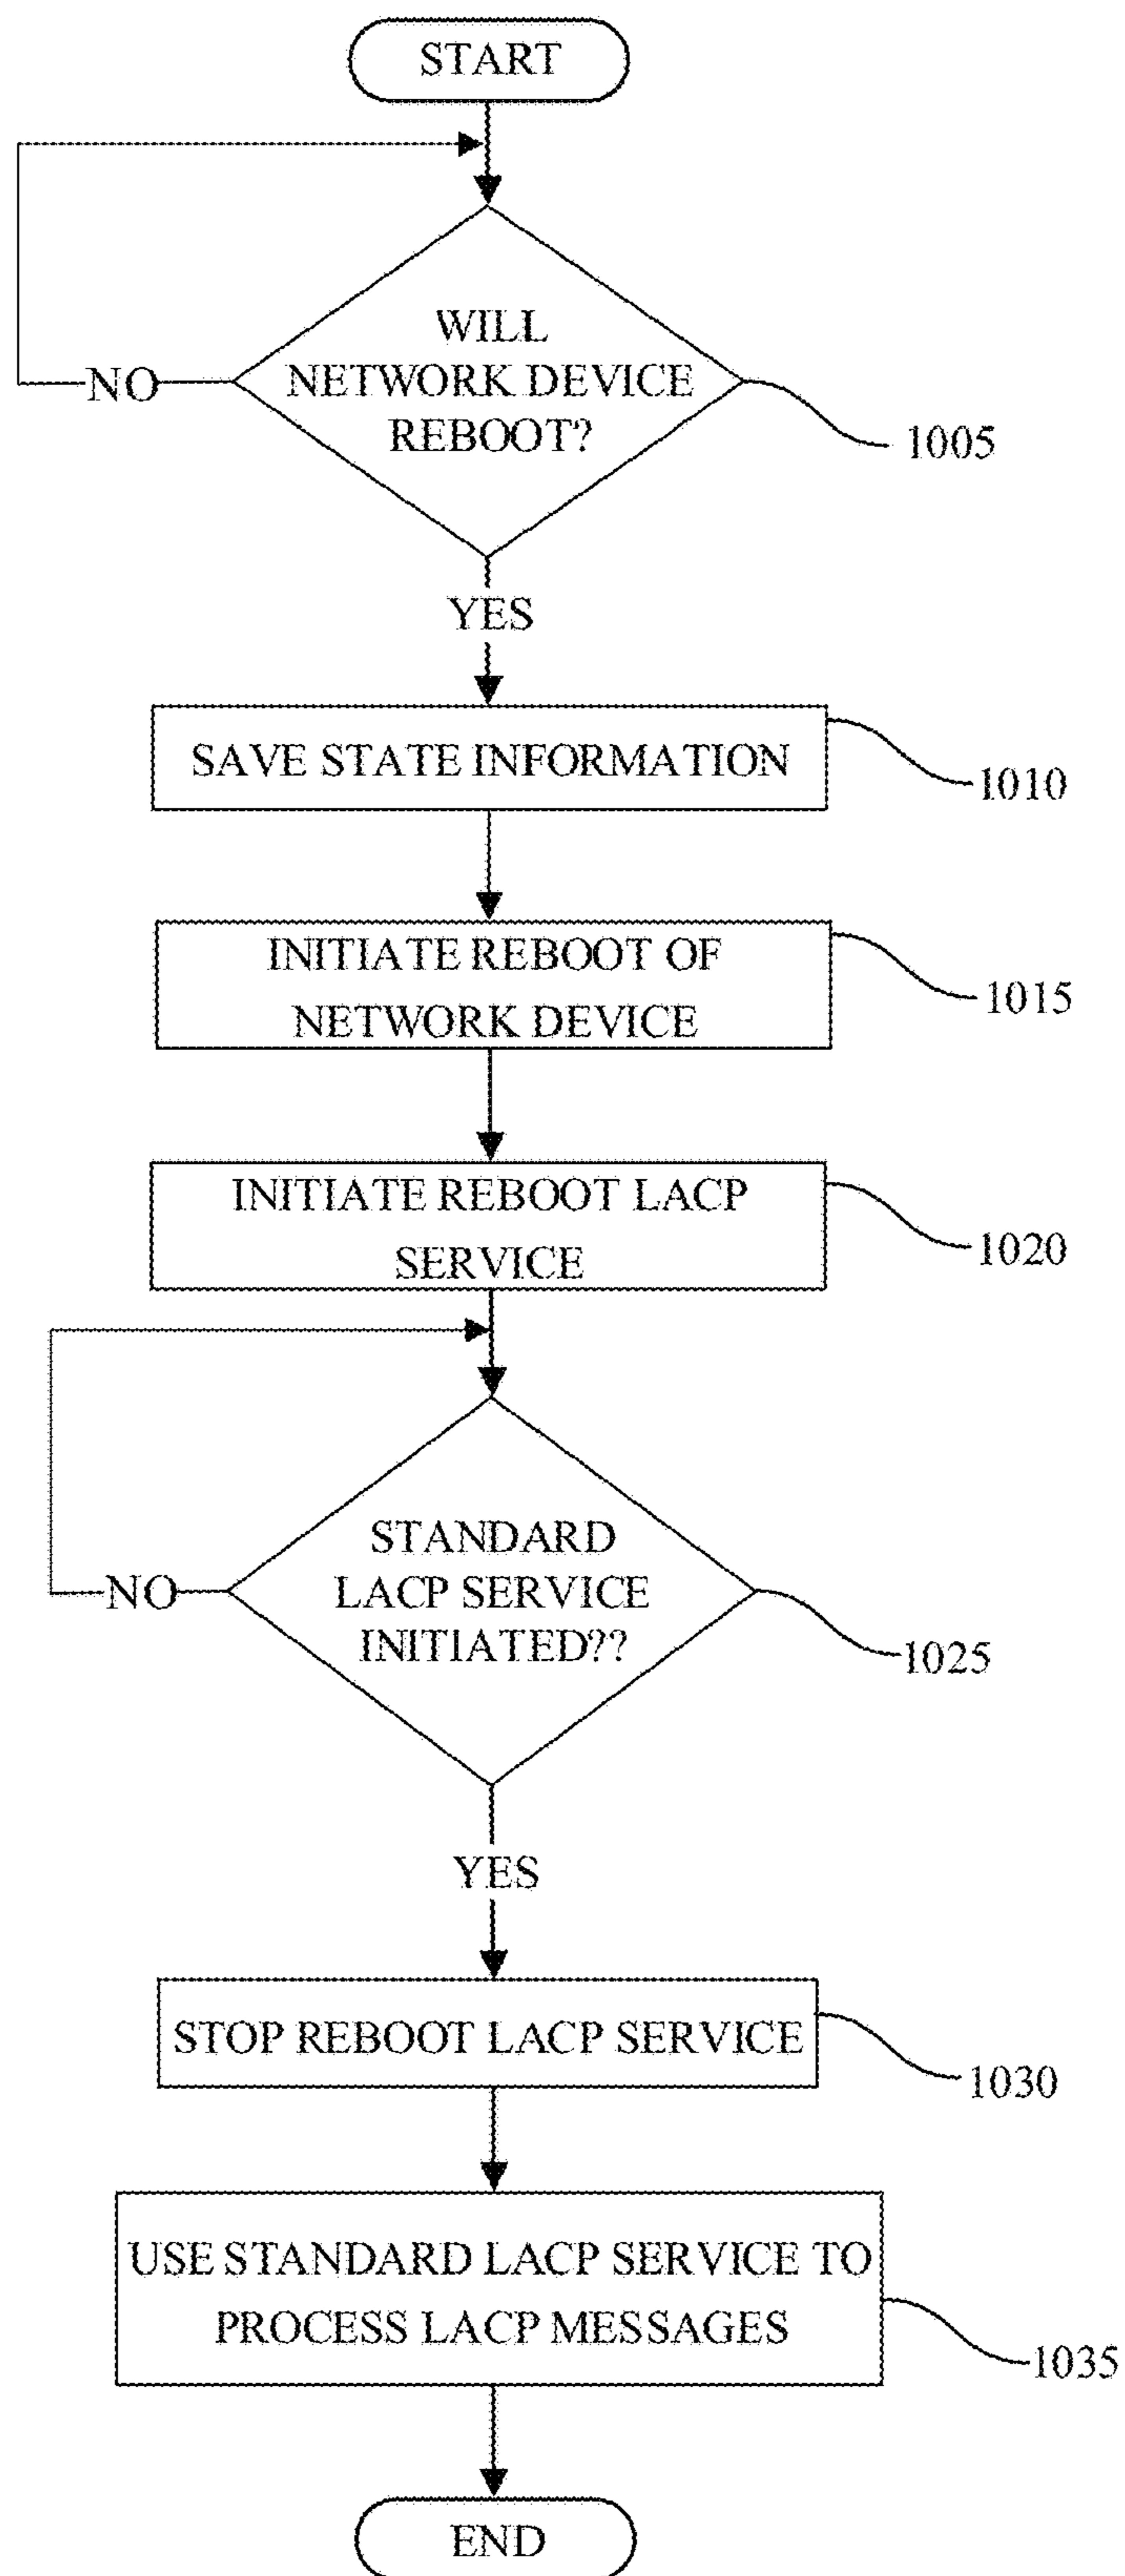 START
WILL
NETWORK DEVICE
REBOOT?
NO
1005
YES
SAVE STATE INFORMATION
1010
INITIATE REBOOT OF
NETWORK DEVICE
1015
INITIATE REBOOT LACP
SERVICE
1020
STANDARD
LACP SERVICE
INITIATED??
NO
1025
YES
STOP REBOOT LACP SERVICE
1030
USE STANDARD LACP SERVICE TO
PROCESS LACP MESSAGES
1035
END